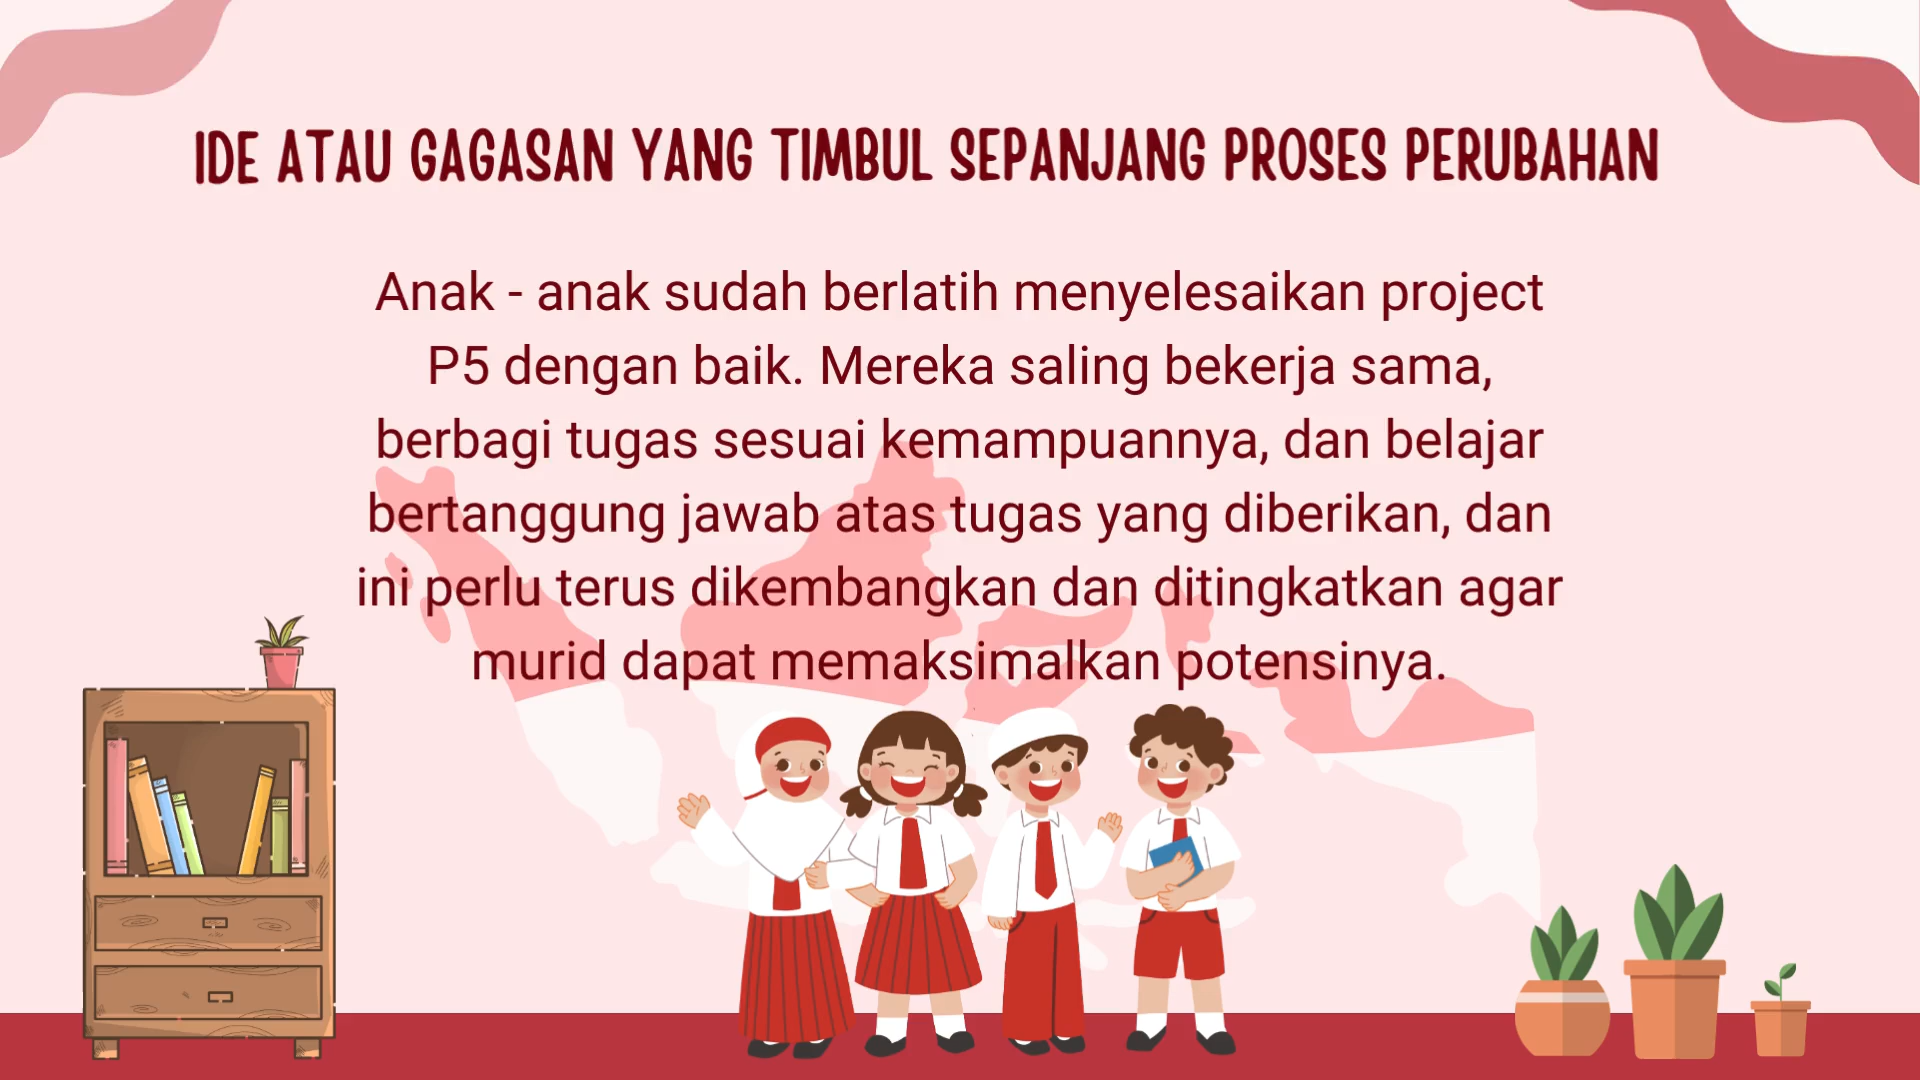 IDE ATAU GAGASAN YANG TIMBUL SEPANJANG PROSES PERUBAHAN
Anak - anak sudah berlatih menyelesaikan project
P5 dengan baik. Mereka saling bekerja sama,
berbagi tugas sesuai kemampuannya, dan belajar
bertanggung jawab atas tugas yang diberikan, dan
ini perlu terus dikembangkan dan ditingkatkan agar
murid dapat memaksimalkan potensinya.